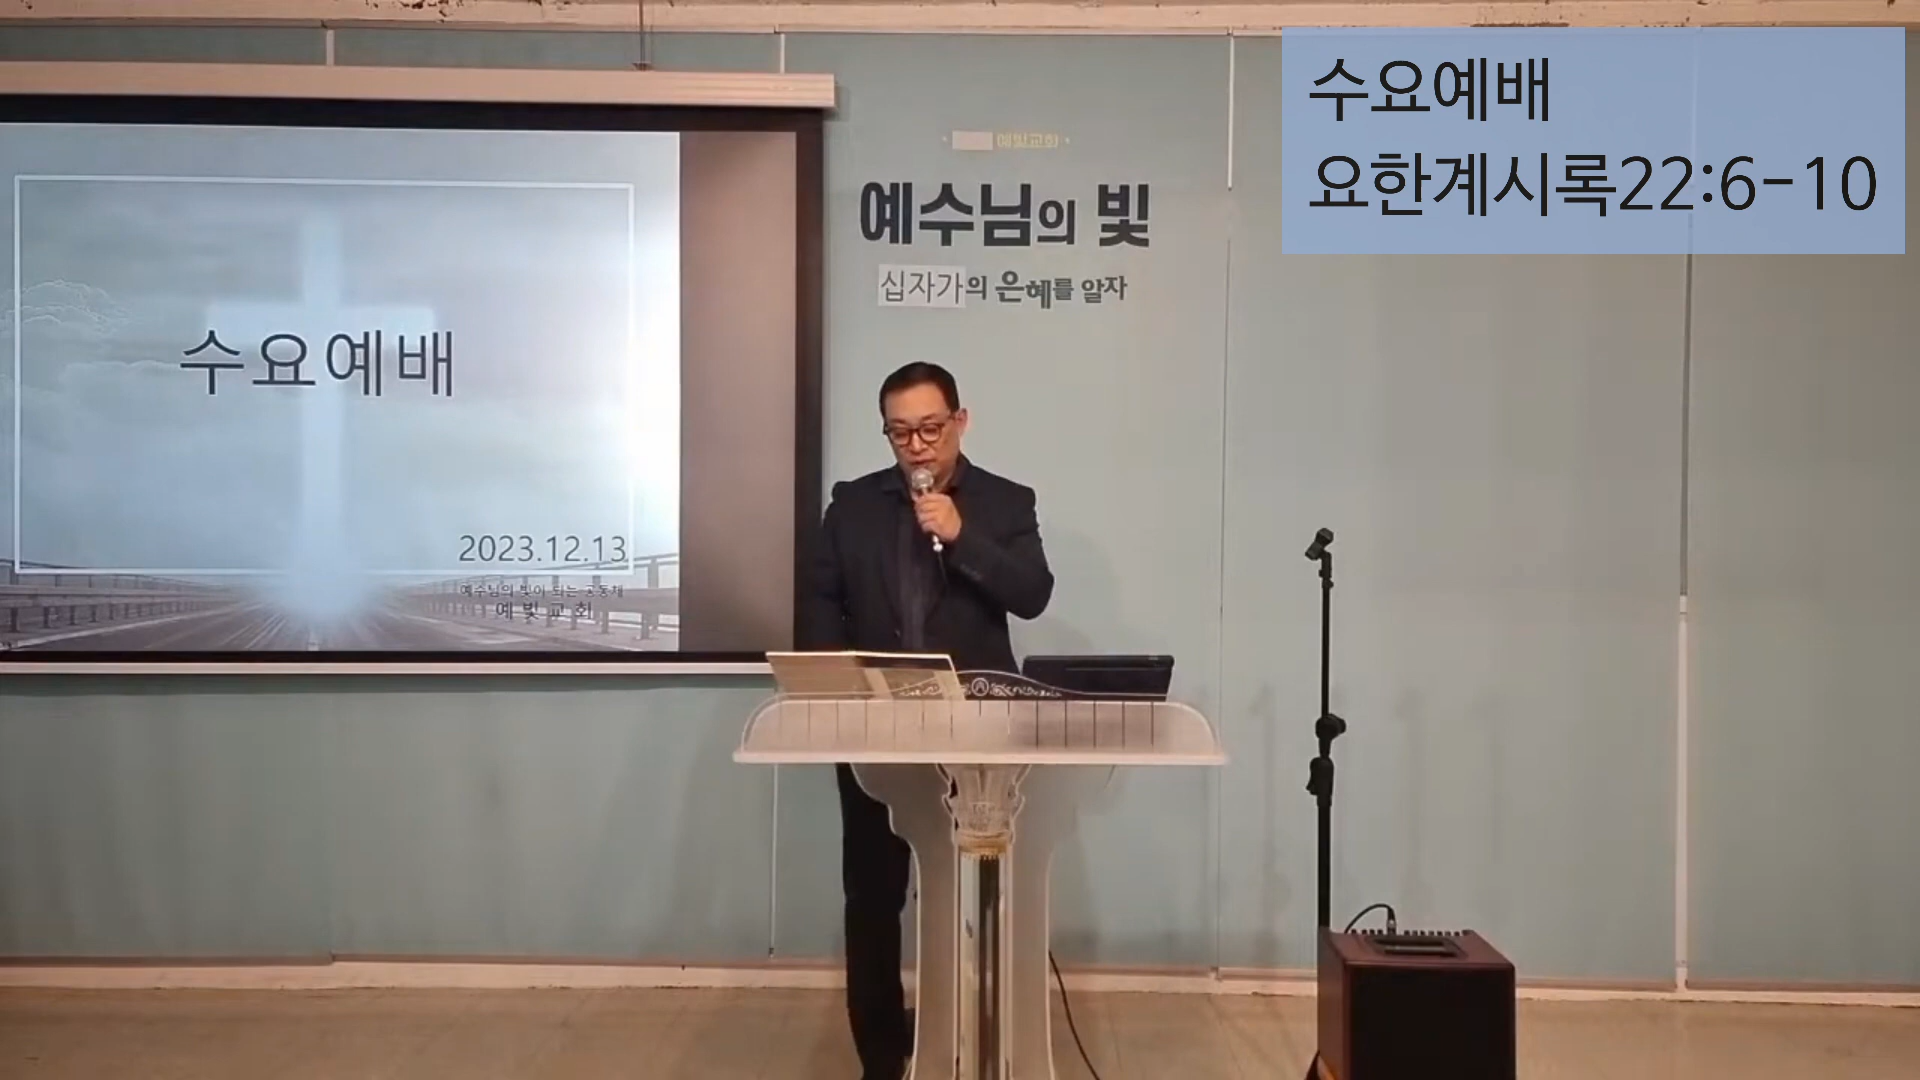 수요예배
요한계시록22:6-10
예빛교회
예수님의 빛
십자가의 은혜를 알자
수요예배
2023.12.13
예수님의 빛이 되는 공동체
예빛교회